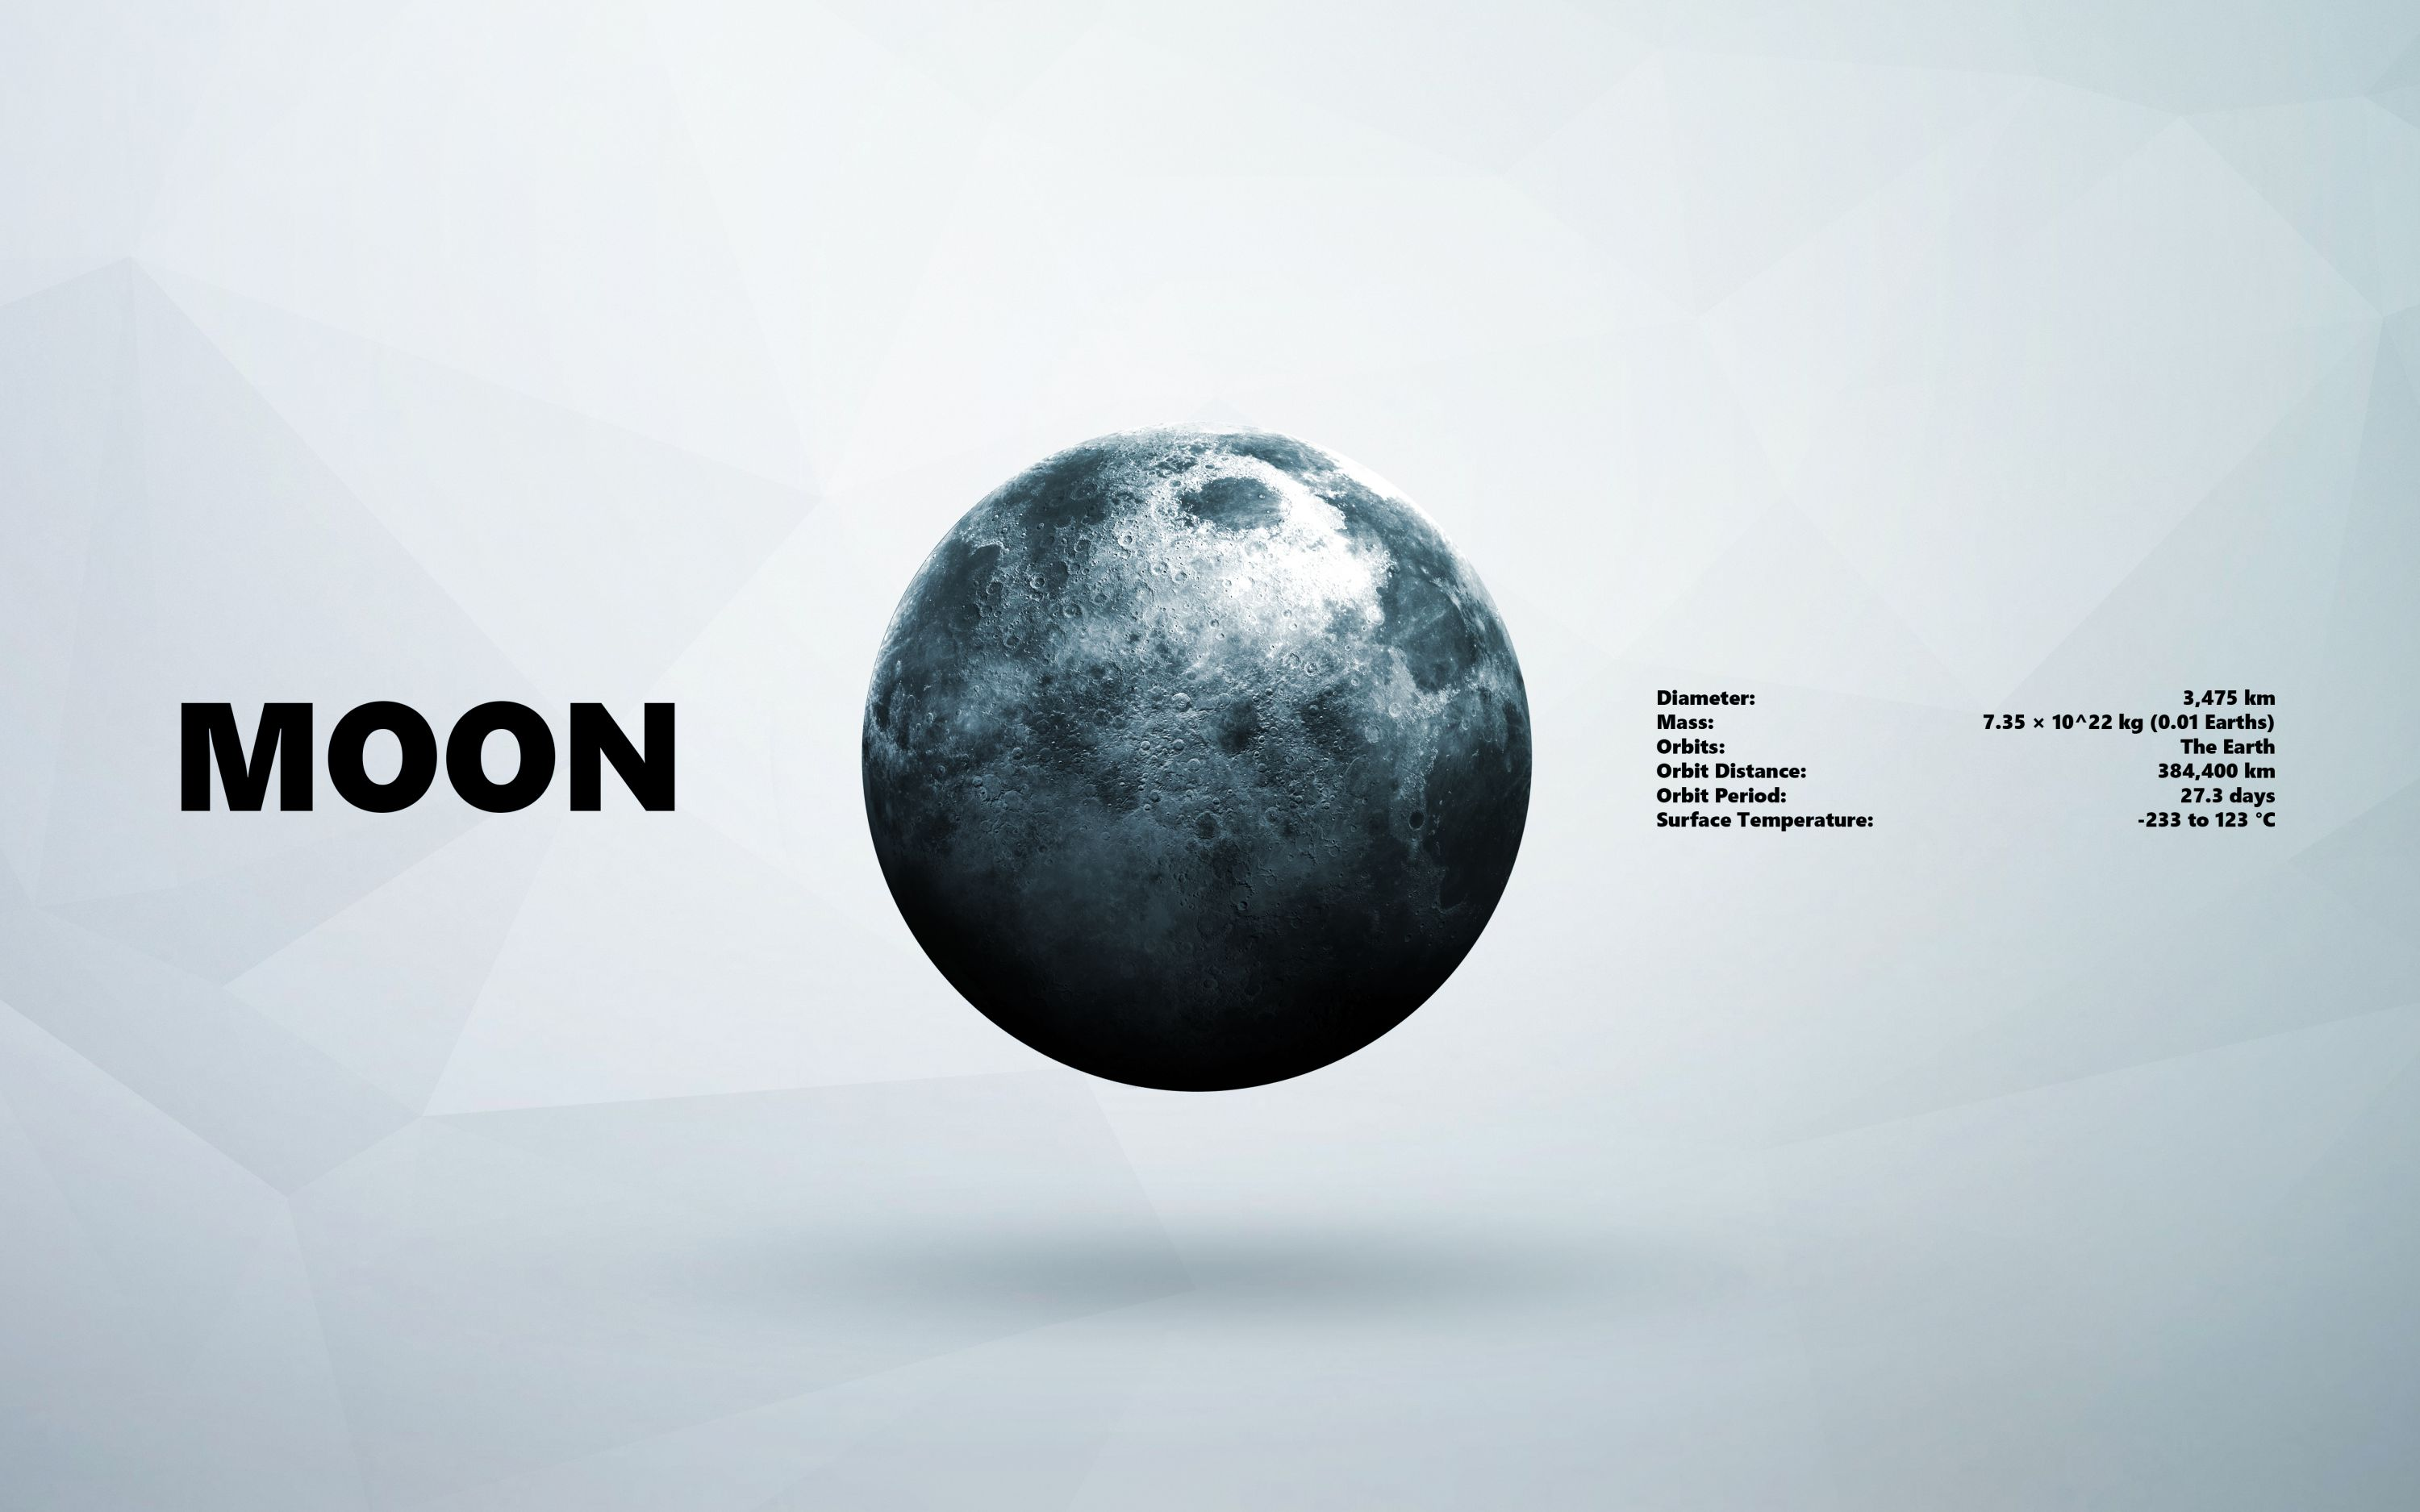 MOON
Diameter: 3,475 km
Mass: 7.35 × 10^22 kg (0.01 Earths)
Orbits: The Earth
Orbit Distance: 384,400 km
Orbit Period: 27.3 days
Surface Temperature: -233 to 123 °C